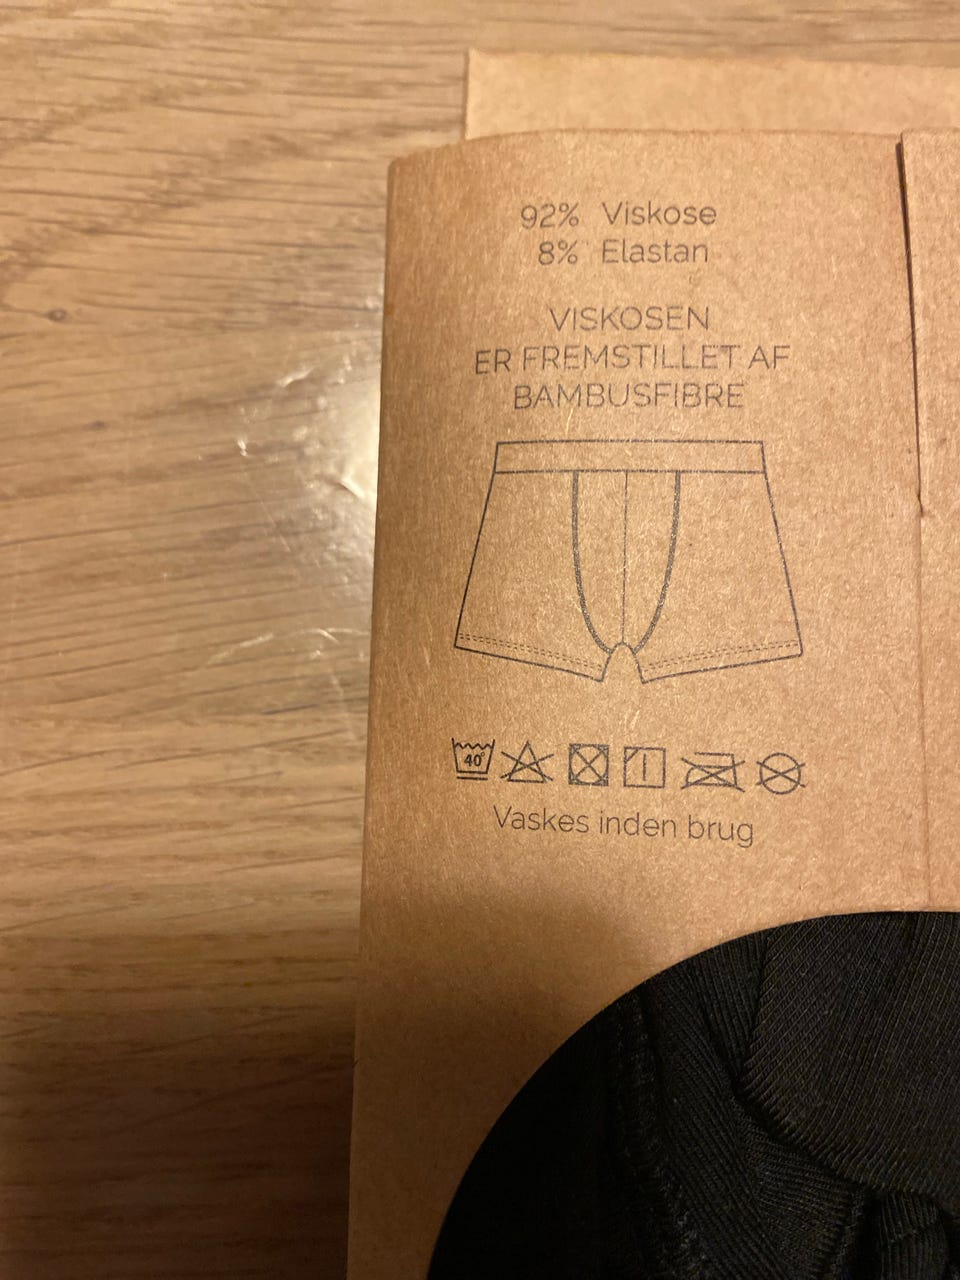 92% Viskose
8% Elastan
VISKOSEN
ER FREMSTILLET AF
BAMBUSFIBRE
40°
Vaskes inden brug